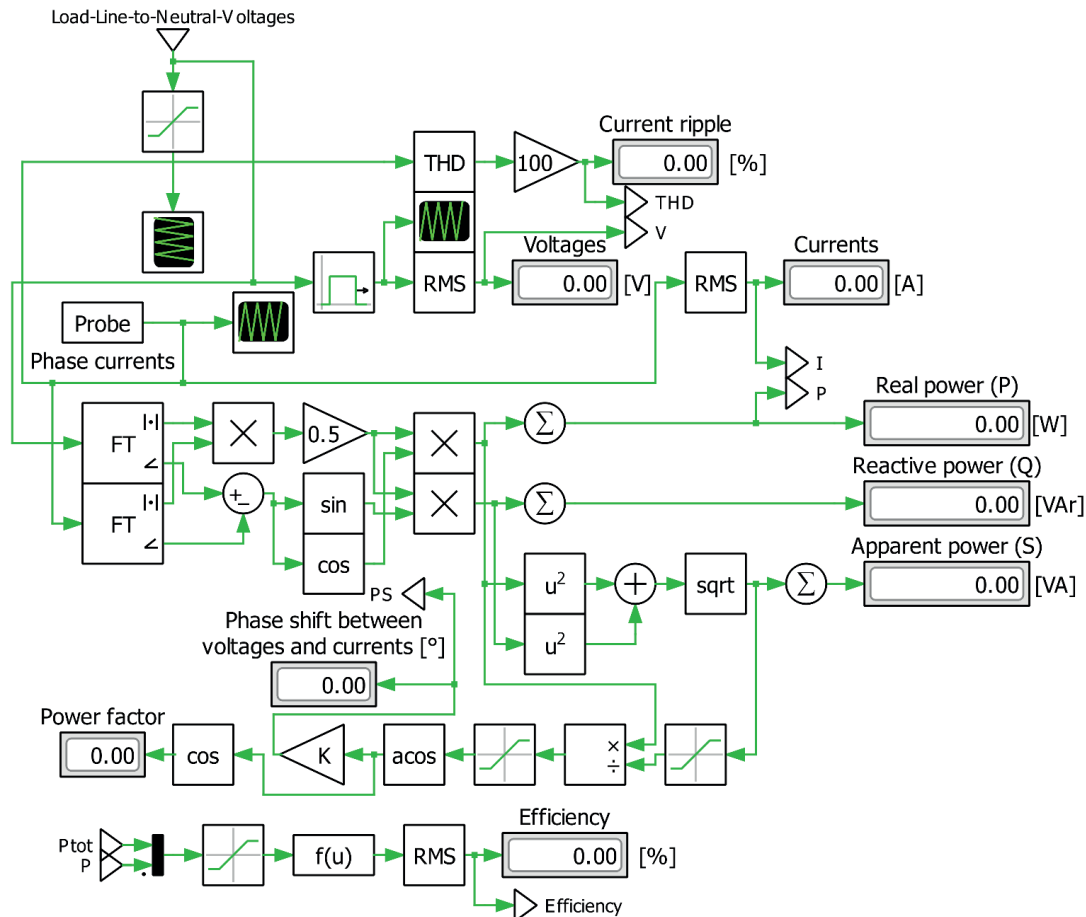 Load-Line-to-Neutral-Voltages
Current ripple
THD
100
0.00
[%]
THD
V
Voltages
Currents
RMS
0.00
[V]
RMS
0.00
[A]
Probe
Phase currents
I
P
Real power (P)
FT
|·|
∠
×
0.5
×
Σ
0.00
[W]
Reactive power (Q)
FT
|·|
∠
+−
sin
×
Σ
0.00
[VAr]
cos
Apparent power (S)
PS
u²
+
sqrt
Σ
0.00
[VA]
Phase shift between
voltages and currents [°]
u²
0.00
Power factor
0.00
cos
K
acos
×
÷
Efficiency
Ptot
P
f(u)
RMS
0.00
[%]
Efficiency